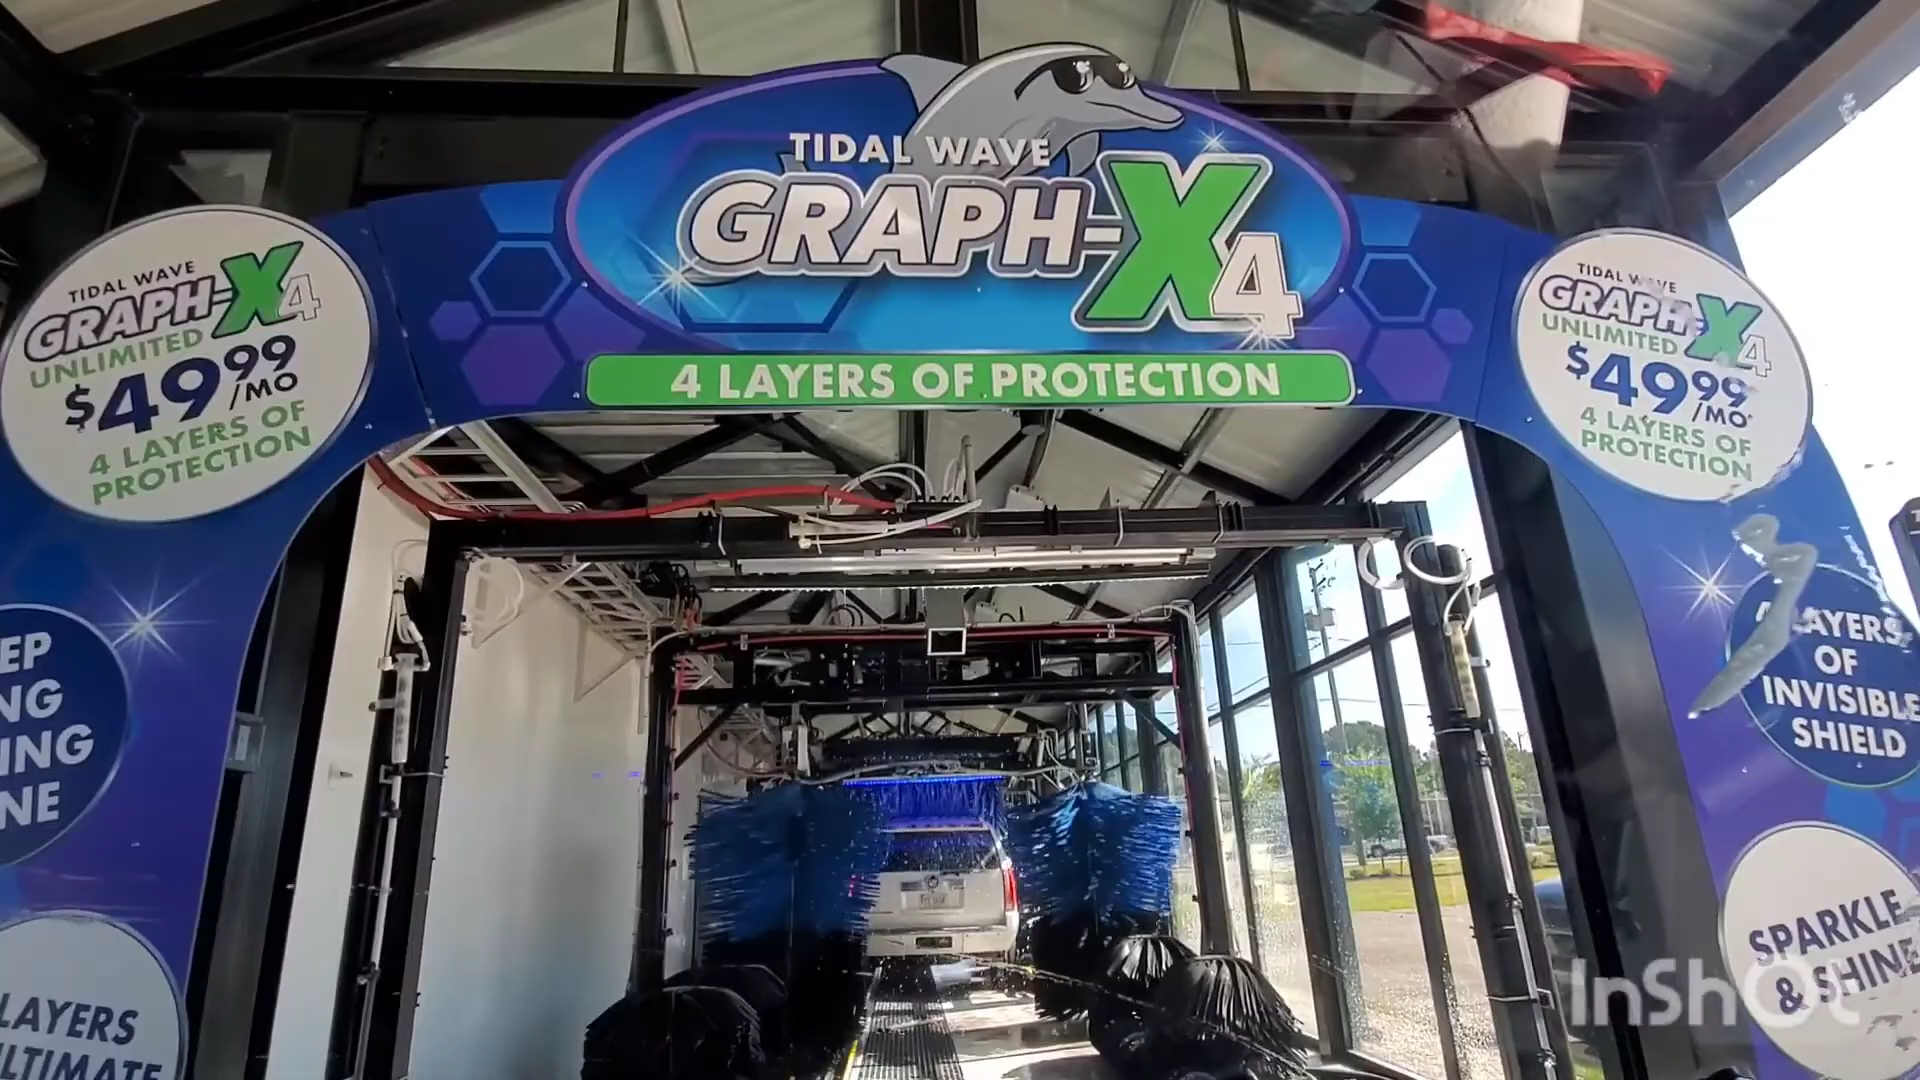 TIDAL WAVE
GRAPH-X4
4 LAYERS OF PROTECTION
TIDAL WAVE
GRAPH-X4
UNLIMITED
$49.99/MO
4 LAYERS OF
PROTECTION
TIDAL WAVE
GRAPH-X4
UNLIMITED
$49.99/MO*
4 LAYERS OF
PROTECTION
EP
NG
ING
NE
LAYERS
LTIMATE
LAYERS
OF
INVISIBLE
SHIELD
SPARKLE
& SHINE
InShOt